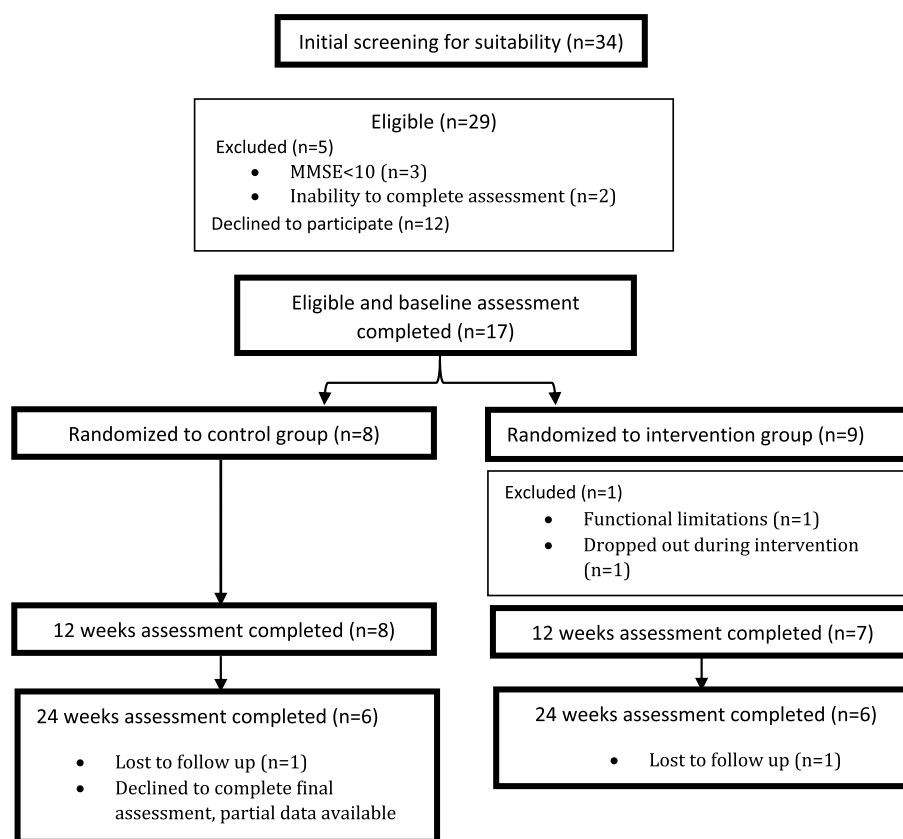 Initial screening for suitability (n=34)
Eligible (n=29)
Excluded (n=5)
• MMSE<10 (n=3)
• Inability to complete assessment (n=2)
Declined to participate (n=12)
Eligible and baseline assessment
completed (n=17)
Randomized to control group (n=8)
Randomized to intervention group (n=9)
Excluded (n=1)
• Functional limitations (n=1)
• Dropped out during intervention
(n=1)
12 weeks assessment completed (n=8)
12 weeks assessment completed (n=7)
24 weeks assessment completed (n=6)
• Lost to follow up (n=1)
• Declined to complete final
assessment, partial data available
24 weeks assessment completed (n=6)
• Lost to follow up (n=1)